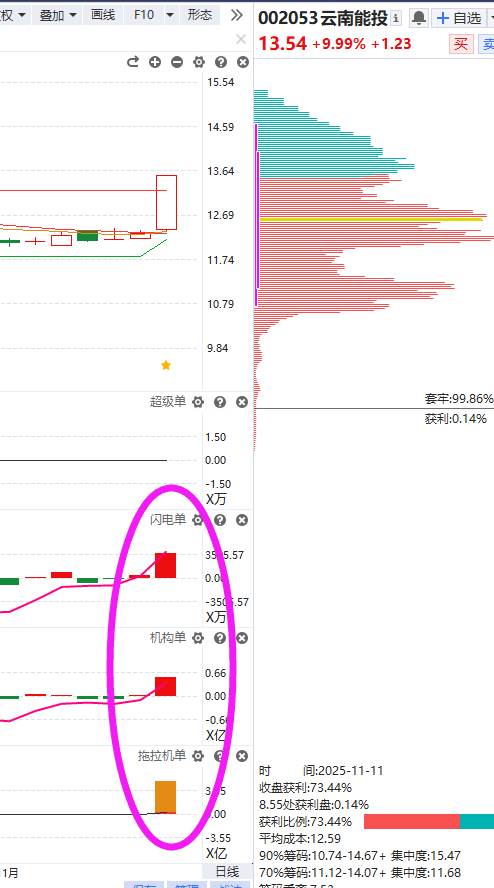 权 叠加 画线 F10 形态
15.54
14.59
13.64
12.69
11.74
10.79
9.84
超级单
1.50
0.00
-1.50
X万
闪电单
0.00
X万
机构单
0.66
0.00
X亿
拖拉机单
-3.55
X亿
1月
日线
002053云南能投
自选
13.54 +9.99% +1.23
买
套牢:99.86%
获利:0.14%
时 间:2025-11-11
收盘获利:73.44%
8.55处获利盘:0.14%
获利比例:73.44%
平均成本:12.59
90%筹码:10.74-14.67+ 集中度:15.47
70%筹码:11.12-14.07+ 集中度:11.68